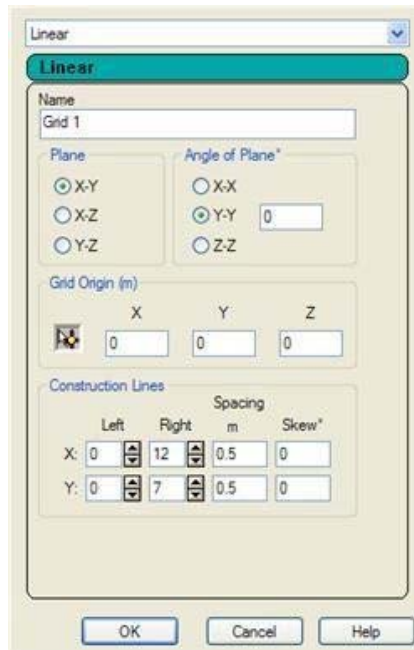 Linear
Linear
Name
Grid 1
Plane
Angle of Plane°
X-Y
X-X
X-Z
Y-Y
0
Y-Z
Z-Z
Grid Origin (m)
X Y Z
0 0 0
Construction Lines
Spacing
Left Right m Skew°
X: 0 12 0.5 0
Y: 0 7 0.5 0
OK Cancel Help